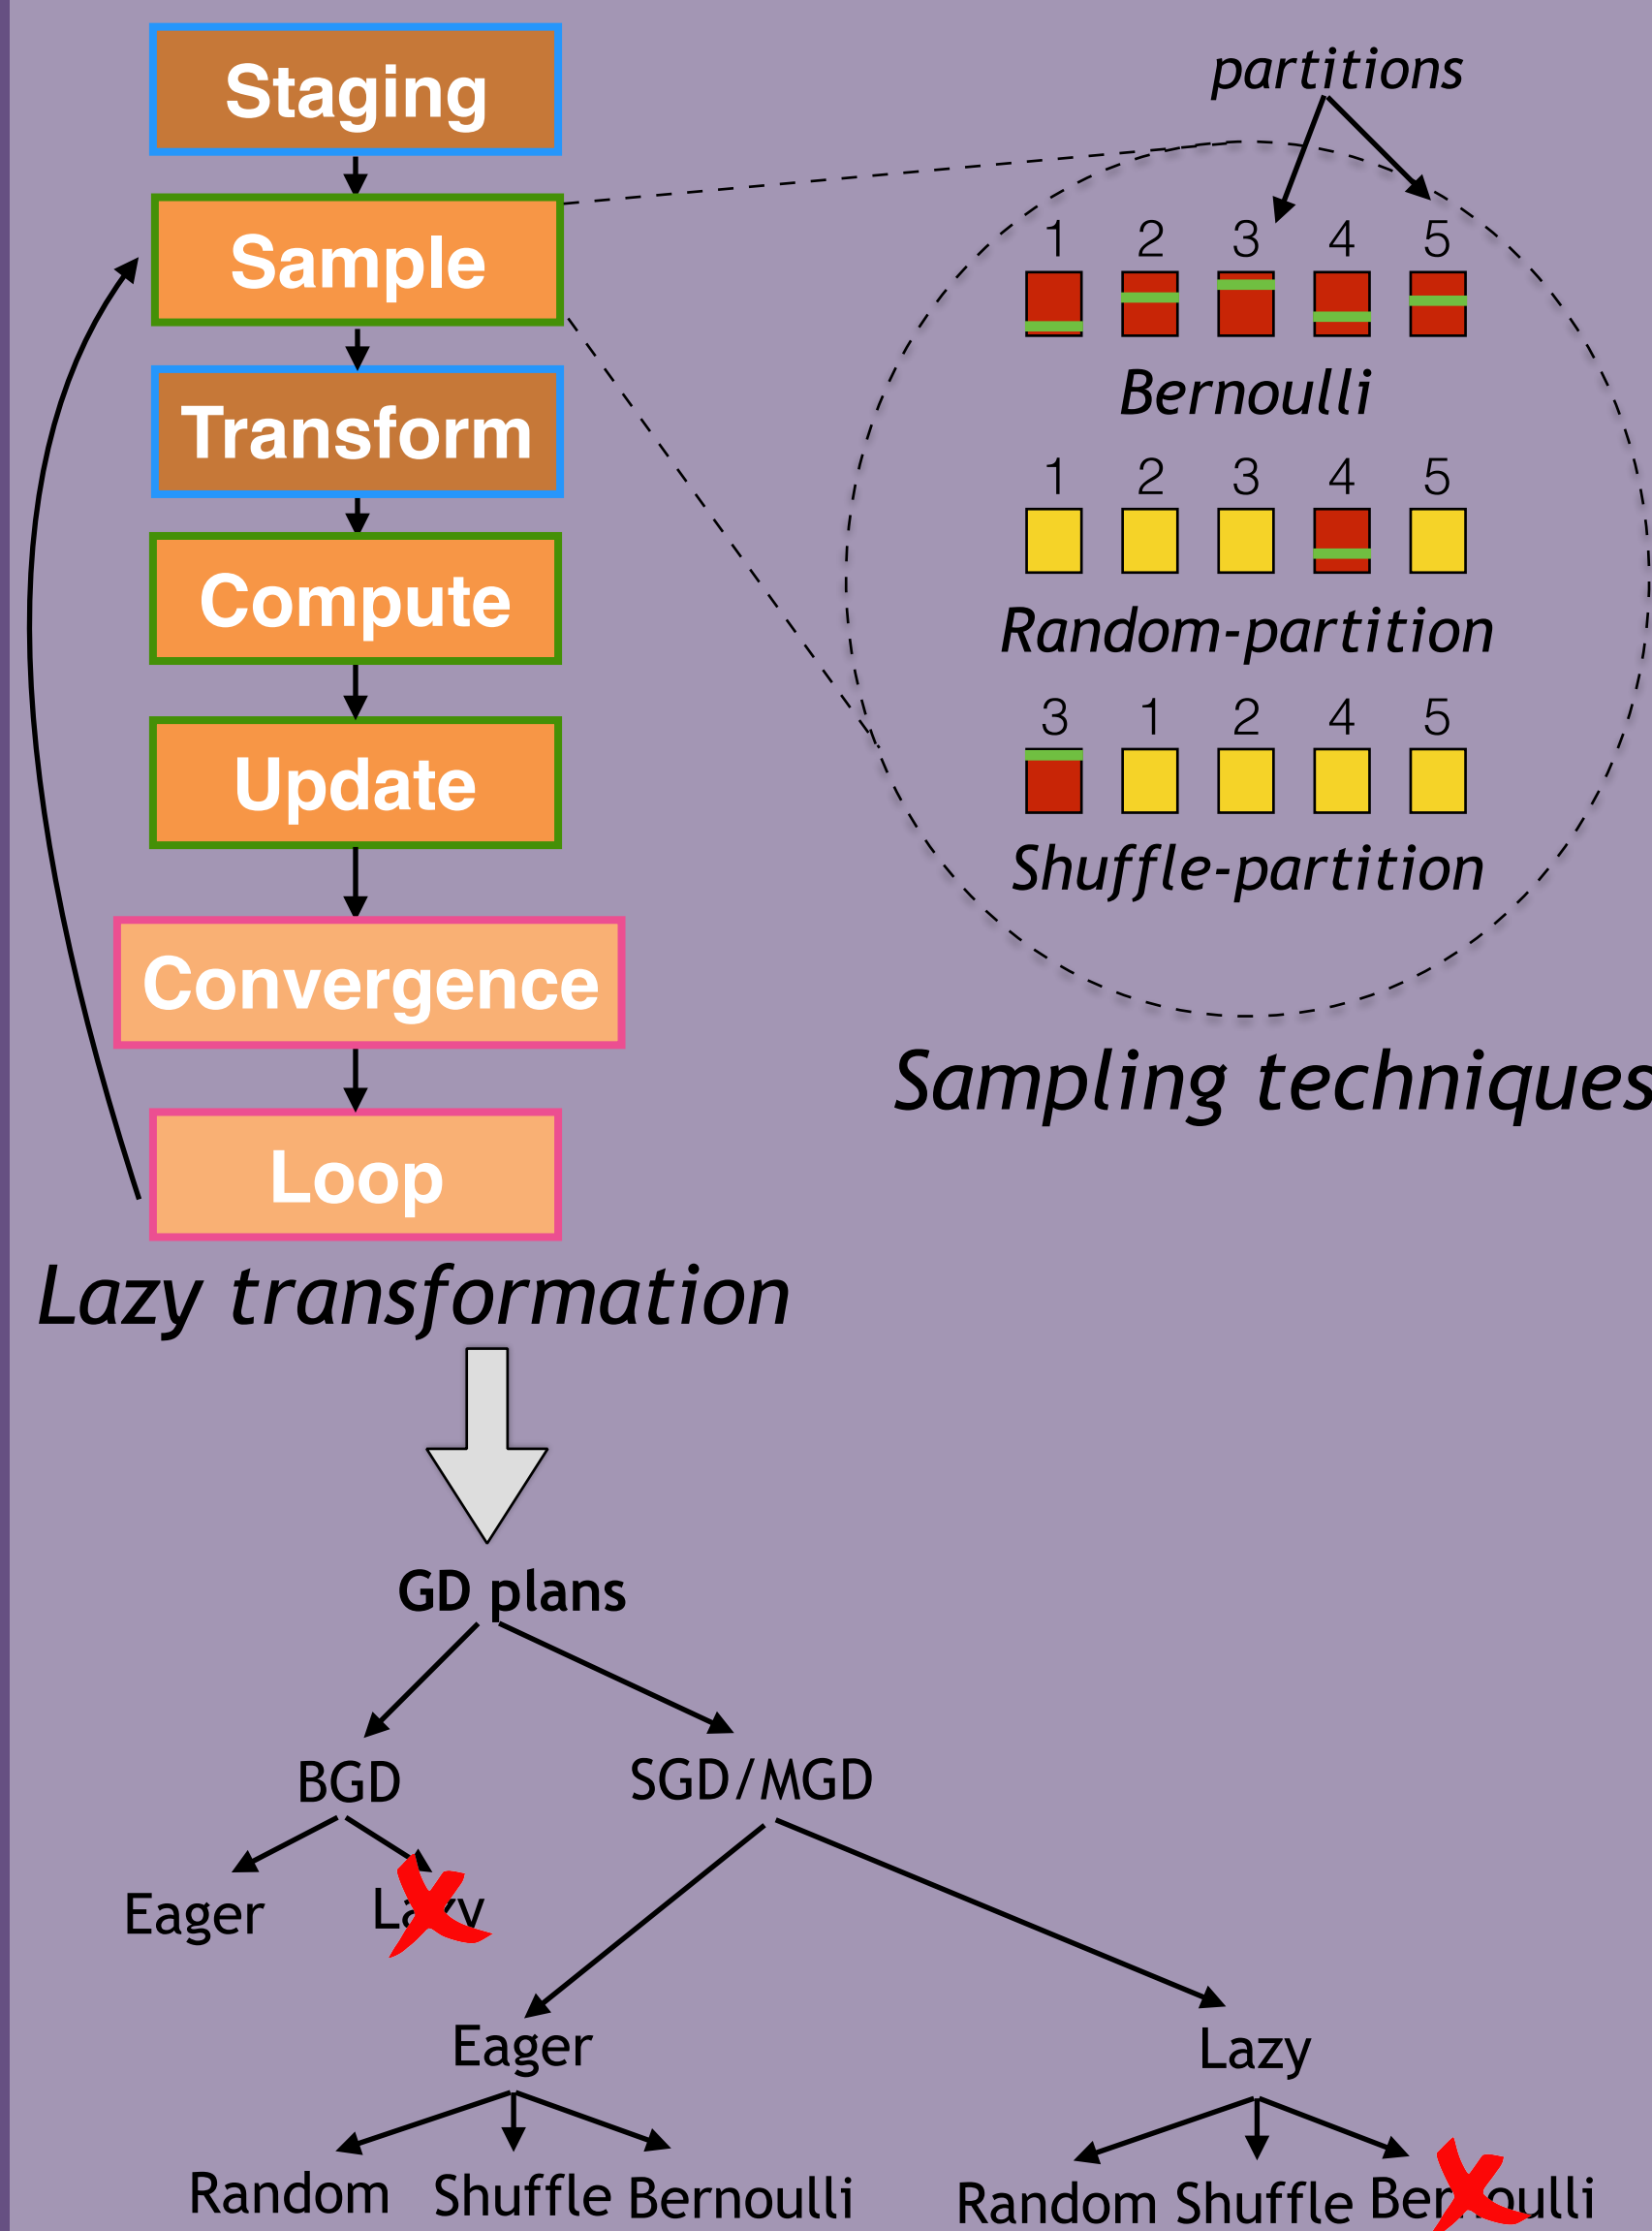 Staging
Sample
Transform
Compute
Update
Convergence
Loop
Lazy transformation
partitions
1 2 3 4 5
Bernoulli
1 2 3 4 5
Random-partition
3 1 2 4 5
Shuffle-partition
Sampling techniques
GD plans
BGD SGD/MGD
Eager Lazy
Eager Lazy
Random Shuffle Bernoulli Random Shuffle Bernoulli